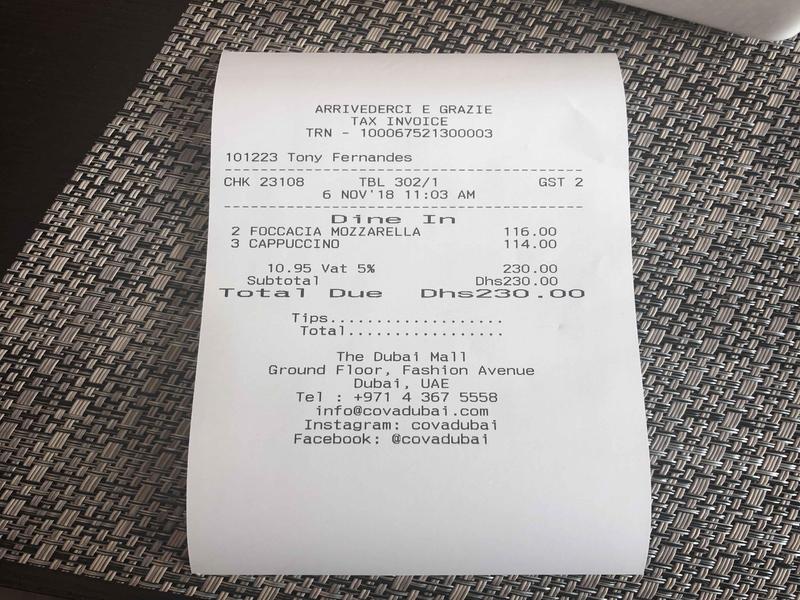 ARRIVEDERCI E GRAZIE
TAX INVOICE
TRN - 100067521300003
101223 Tony Fernandes
CHK 23108 TBL 302/1 GST 2
6 NOV'18 11:03 AM
Dine In
2 FOCCACIA MOZZARELLA 116.00
3 CAPPUCCINO 114.00
10.95 Vat 5% 230.00
Subtotal Dhs230.00
Total Due Dhs230.00
Tips...................
Total.................
The Dubai Mall
Ground Floor, Fashion Avenue
Dubai, UAE
Tel : +971 4 367 5558
info@covadubai.com
Instagram: covadubai
Facebook: @covadubai